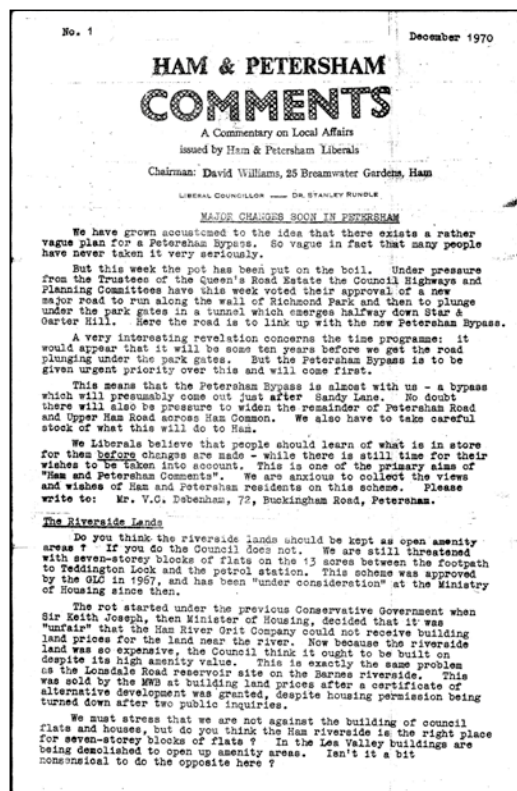 No. 1
December 1970
HAM & PETERSHAM
COMMENTS
A Commentary on Local Affairs
issued by Ham & Petersham Liberals
Chairman: David Williams, 25 Breamwater Gardens, Ham
LIBERAL COUNCILLOR —— DR. STANLEY RUNDLE
MAJOR CHANGES SOON IN PETERSHAM
We have grown accustomed to the idea that there exists a rather
vague plan for a Petersham Bypass. So vague in fact that many people
have never taken it very seriously.
But this week the pot has been put on the boil. Under pressure
from the Trustees of the Queen's Road Estate the Council Highways and
Planning Committees have this week voted their approval of a new
major road to run along the wall of Richmond Park and then to plunge
under the park gates in a tunnel which emerges halfway down Star &
Garter Hill. Here the road is to link up with the new Petersham Bypass.
A very interesting revelation concerns the time programme: it
would appear that it will be some ten years before we get the road
plunging under the park gates. But the Petersham Bypass is to be
given urgent priority over this and will come first.
This means that the Petersham Bypass is almost with us - a bypass
which will presumably come out just after Sandy Lane. No doubt
there will also be pressure to widen the remainder of Petersham Road
and Upper Ham Road across Ham Common. We also have to take careful
stock of what this will do to Ham.
We Liberals believe that people should learn of what is in store
for them before changes are made - while there is still time for their
wishes to be taken into account. This is one of the primary aims of
"Ham and Petersham Comments". We are anxious to collect the views
and wishes of Ham and Petersham residents on this scheme. Please
write to: Mr. V.C. Debenham, 72, Buckingham Road, Petersham.
The Riverside Lands
Do you think the riverside lands should be kept as open amenity
areas ? If you do the Council does not. We are still threatened
with seven-storey blocks of flats on the 13 acres between the footpath
to Teddington Lock and the petrol station. This scheme was approved
by the GLC in 1967, and has been "under consideration" at the Ministry
of Housing since then.
The rot started under the previous Conservative Government when
Sir Keith Joseph, then Minister of Housing, decided that it was
"unfair" that the Ham River Grit Company could not receive building
land prices for the land near the river. Now because the riverside
land was so expensive, the Council think it ought to be built on
despite its high amenity value. This is exactly the same problem
as the Lonsdale Road reservoir site on the Barnes riverside. This
was sold by the MWB at building land prices after a certificate of
alternative development was granted, despite housing permission being
turned down after two public inquiries.
We must stress that we are not against the building of council
flats and houses, but do you think the Ham riverside is the right place
for seven-storey blocks of flats ? In the Lea Valley buildings are
being demolished to open up amenity areas. Isn't it a bit
nonsensical to do the opposite here ?